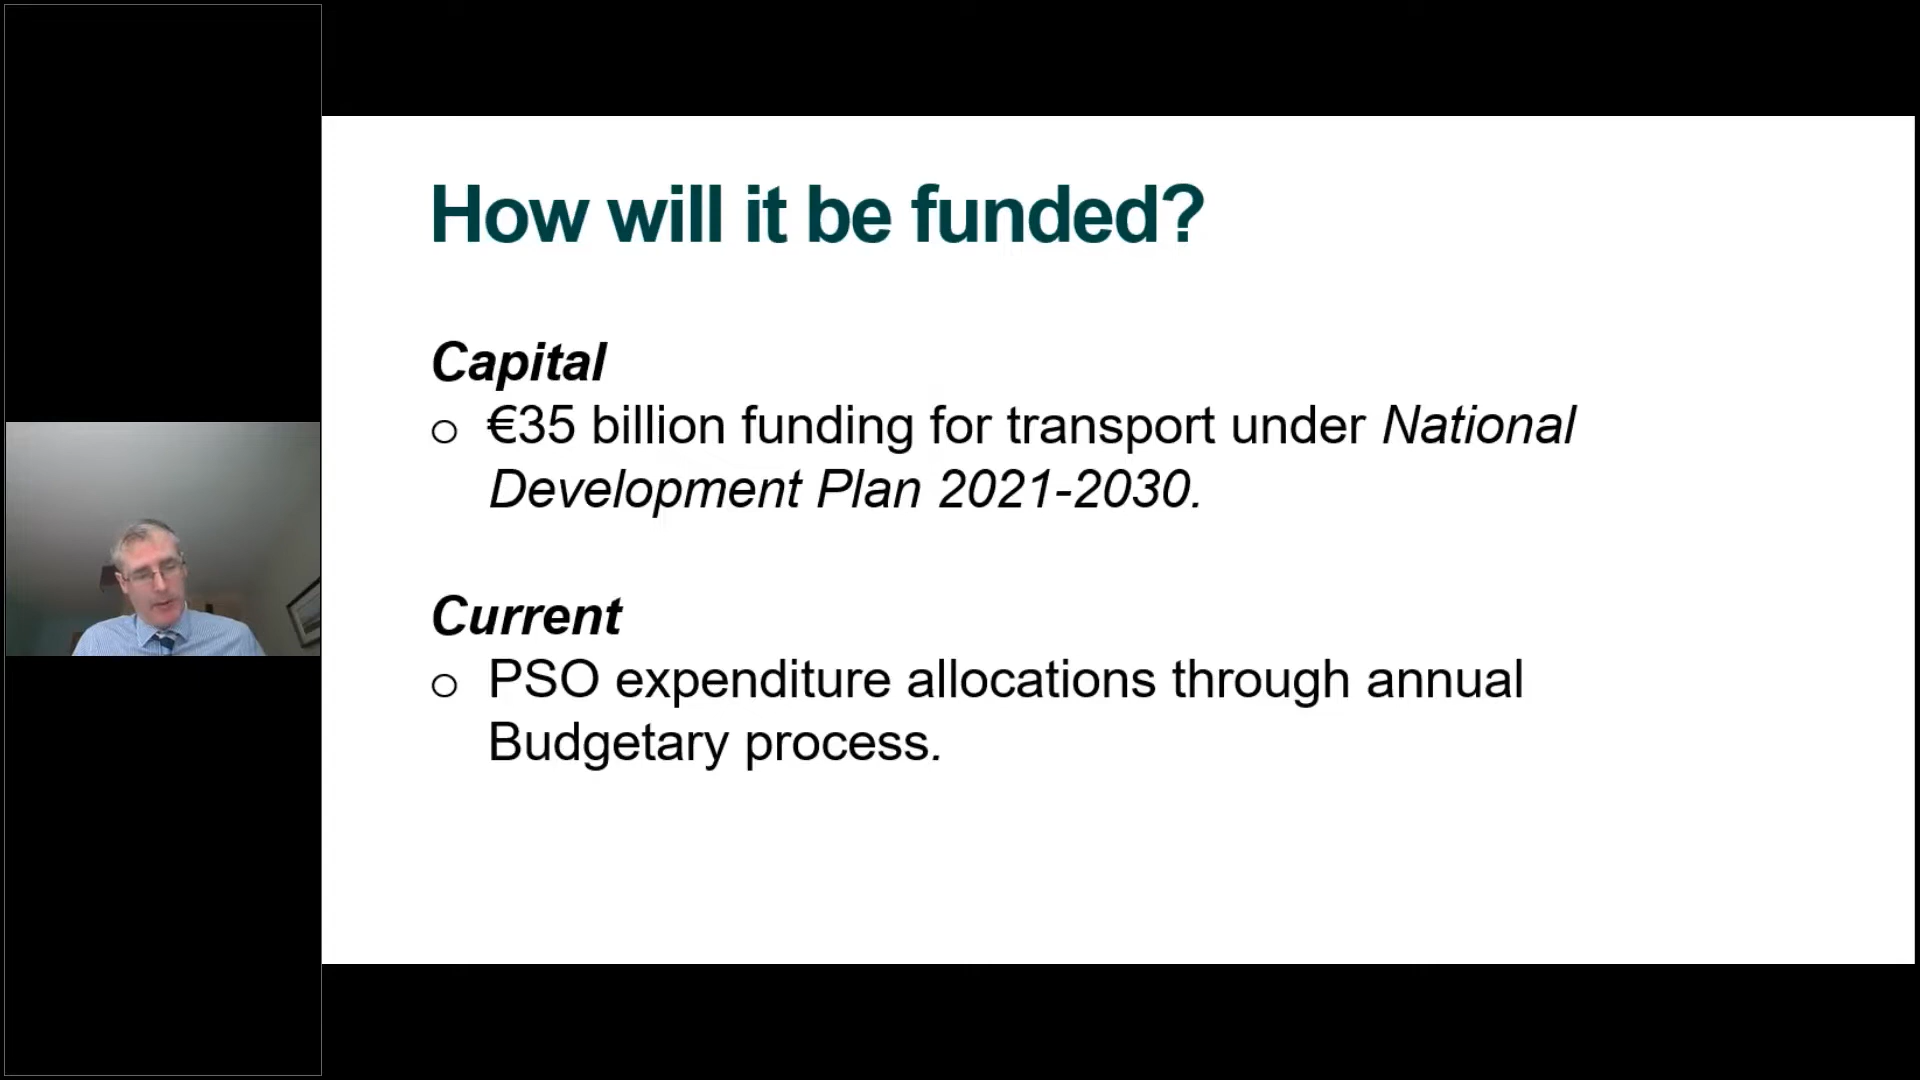 How will it be funded?
Capital
o €35 billion funding for transport under National
Development Plan 2021-2030.
Current
o PSO expenditure allocations through annual
Budgetary process.